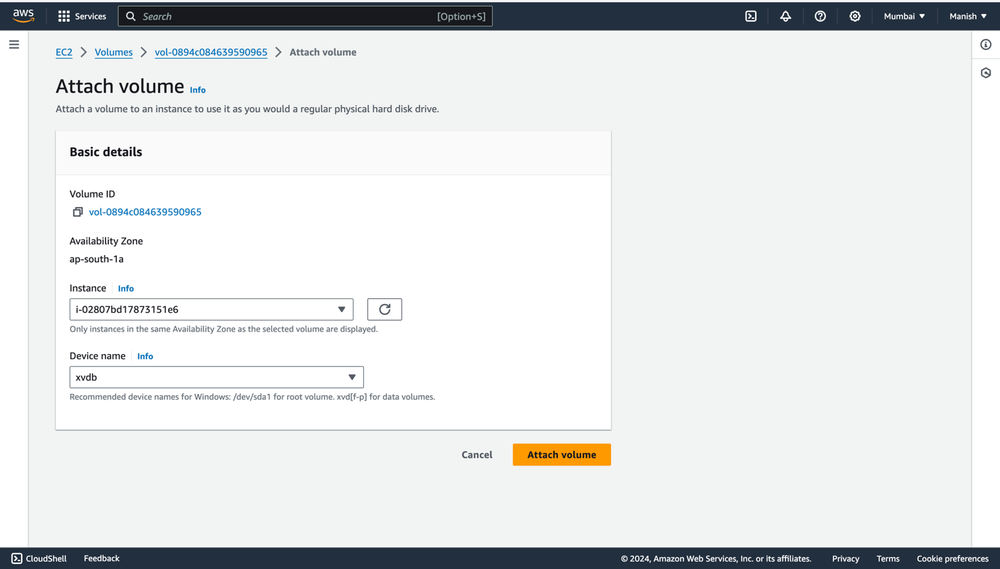 aws Services Search [Option+S] Mumbai Manish
EC2 Volumes vol-0894c084639590965 Attach volume
Attach volume Info
Attach a volume to an instance to use it as you would a regular physical hard disk drive.
Basic details
Volume ID
vol-0894c084639590965
Availability Zone
ap-south-1a
Instance Info
i-02807bd17873151e6
Only instances in the same Availability Zone as the selected volume are displayed.
Device name Info
xvdb
Recommended device names for Windows: /dev/sda1 for root volume. xvd[f-p] for data volumes.
Cancel Attach volume
CloudShell Feedback © 2024, Amazon Web Services, Inc. or its affiliates. Privacy Terms Cookie preferences